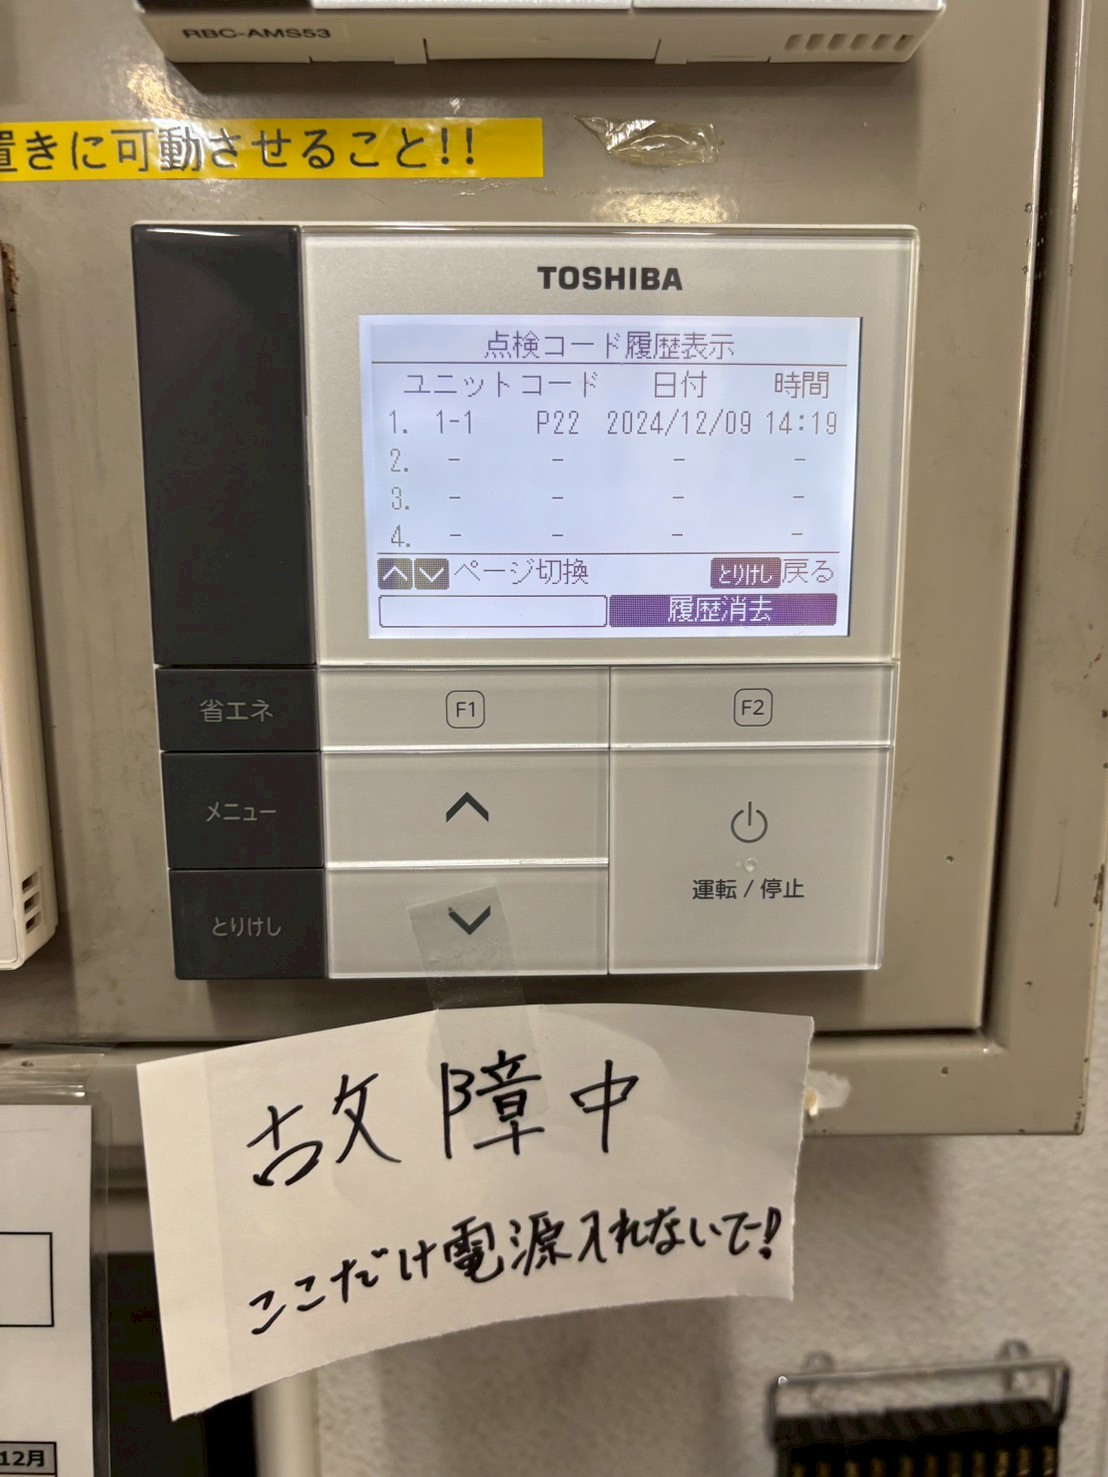 RBC-AMS53
置きに可動させること!!
TOSHIBA
点検コード履歴表示
ユニットコード 日付 時間
1. 1-1 P22 2024/12/09 14:19
2. - - - -
3. - - - -
4. - - - -
ページ切換 とりけし 戻る
履歴消去
省エネ F1 F2
メニュー
とりけし 運転 / 停止
故障中
ここだけ電源入れないで!
12月